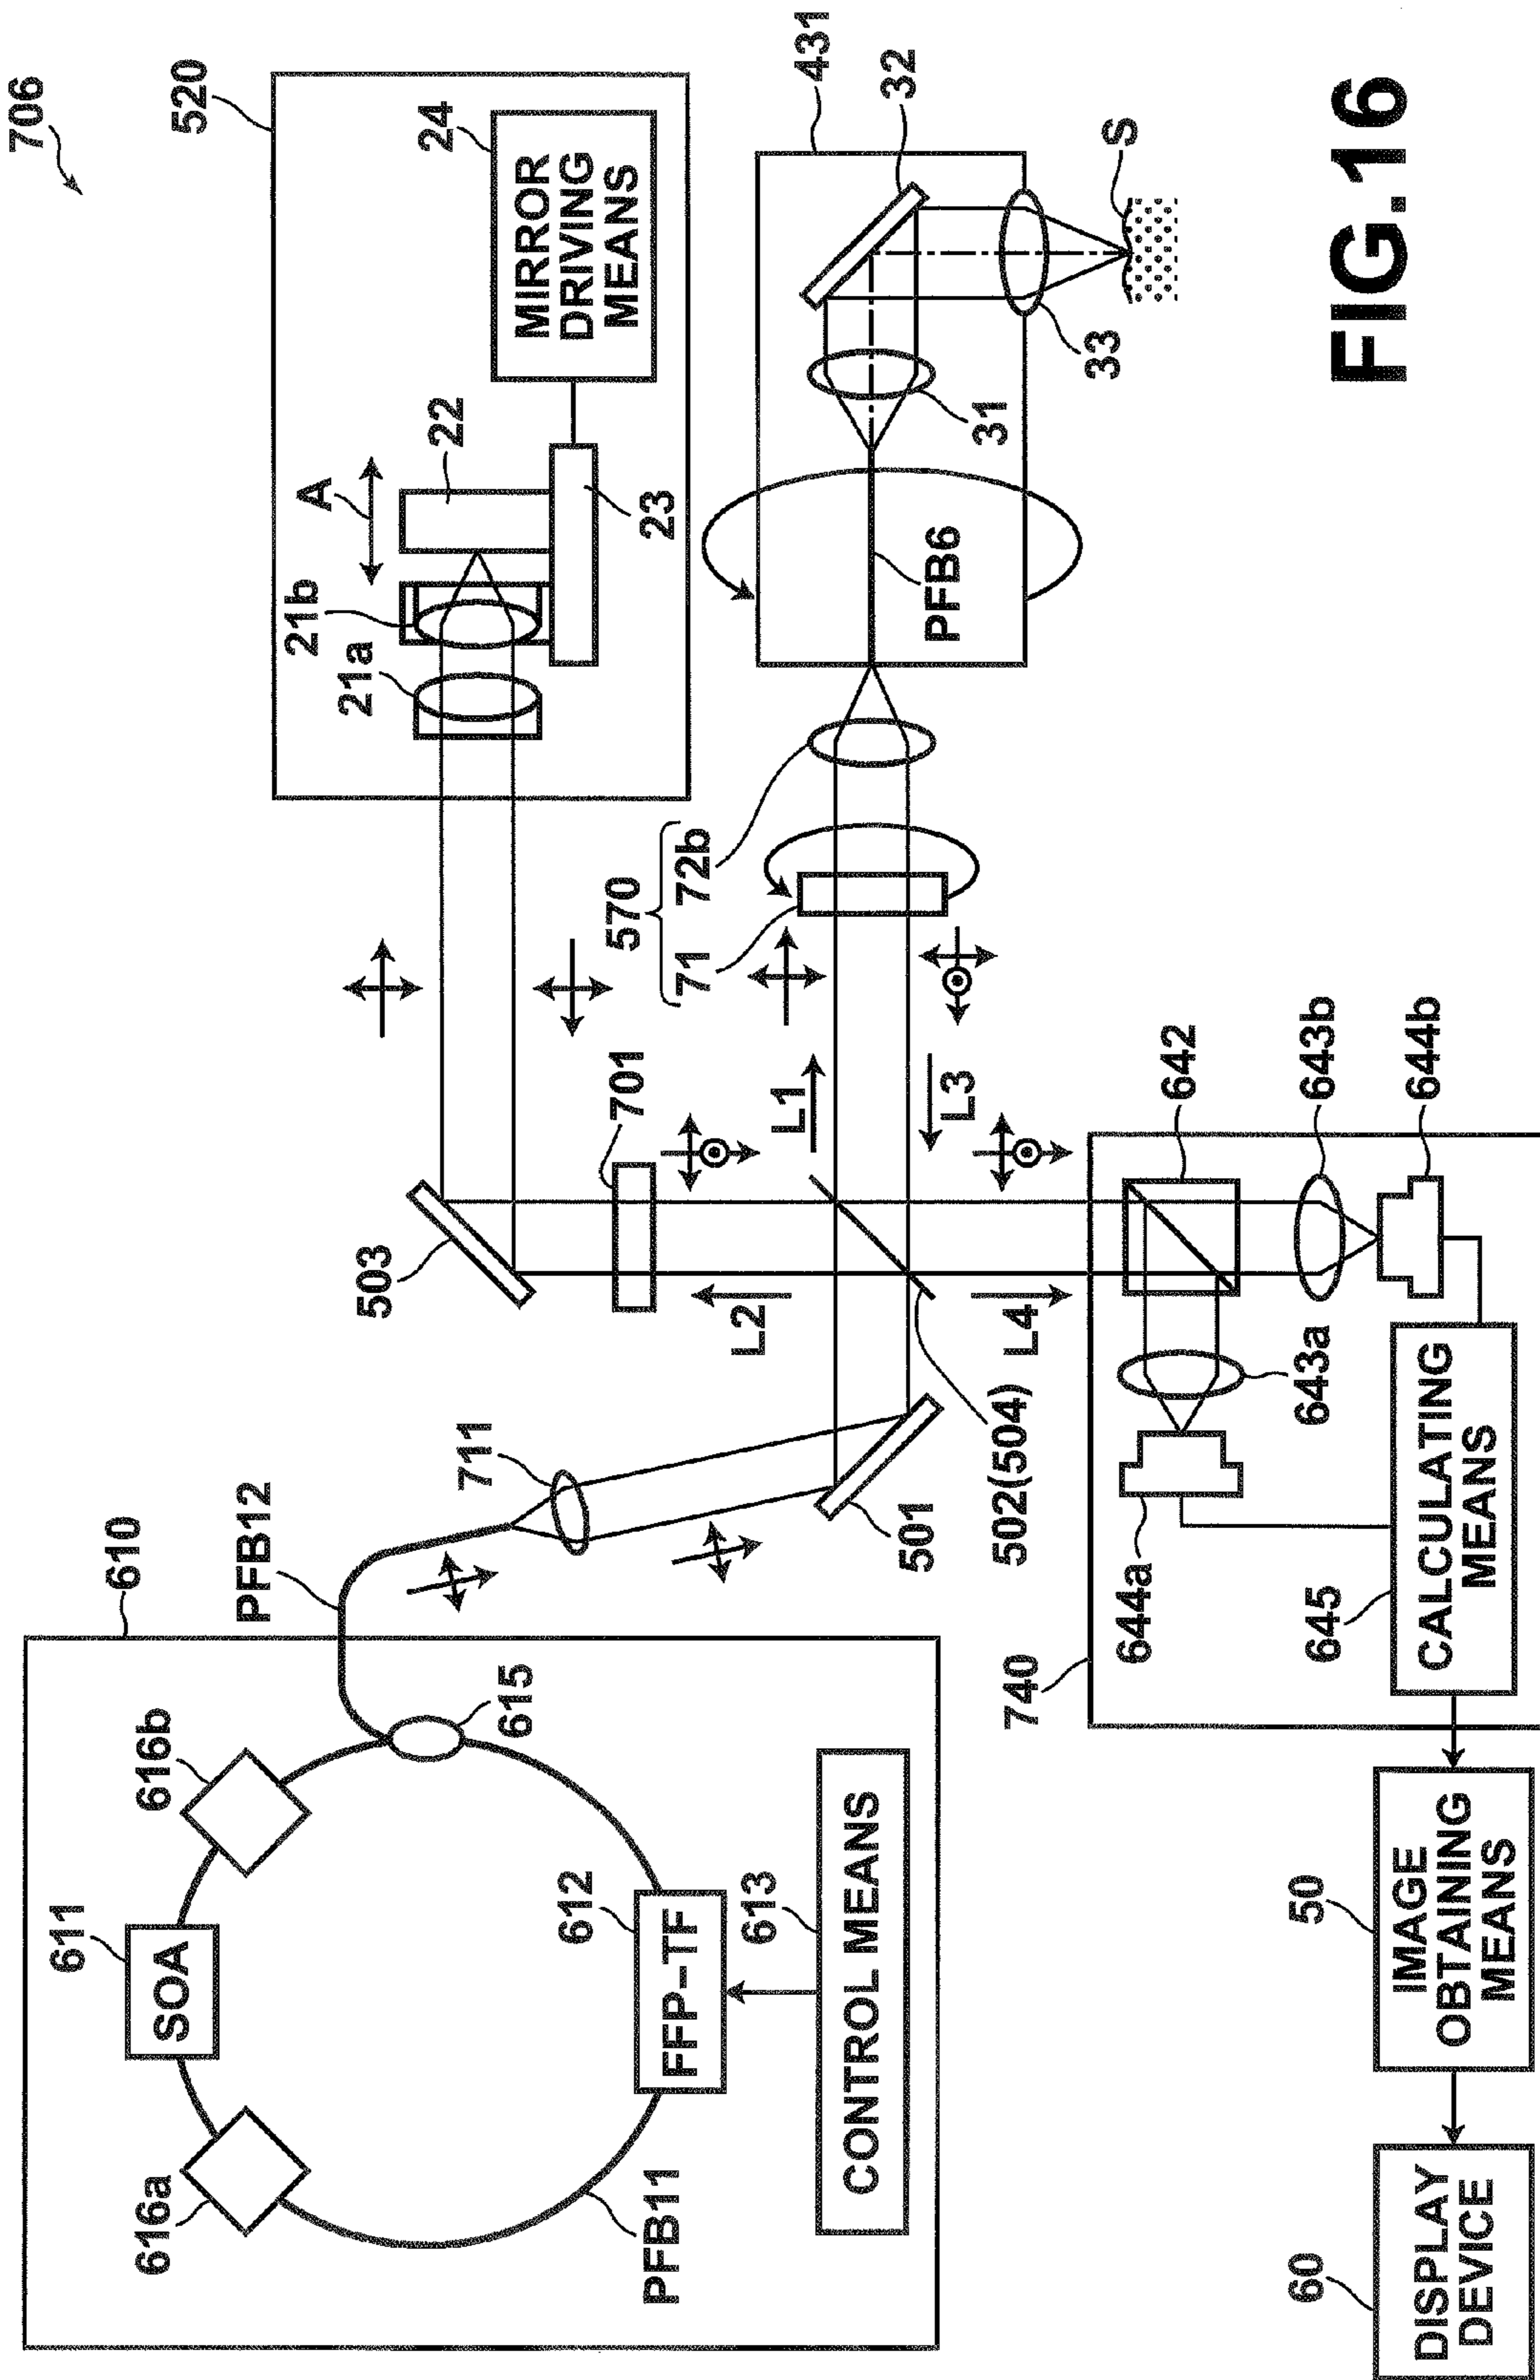 FIG.16
706
610
611
SOA
616a
616b
615
PFB12
612
FFP-TF
613
CONTROL MEANS
PFB11
711
501
502(504)
503
701
L1
L2
L3
L4
520
21a
21b
A
22
23
24
MIRROR
DRIVING
MEANS
570
71
72b
PFB6
431
31
32
33
S
740
642
643a
643b
644a
644b
645
CALCULATING
MEANS
50
IMAGE
OBTAINING
MEANS
60
DISPLAY
DEVICE